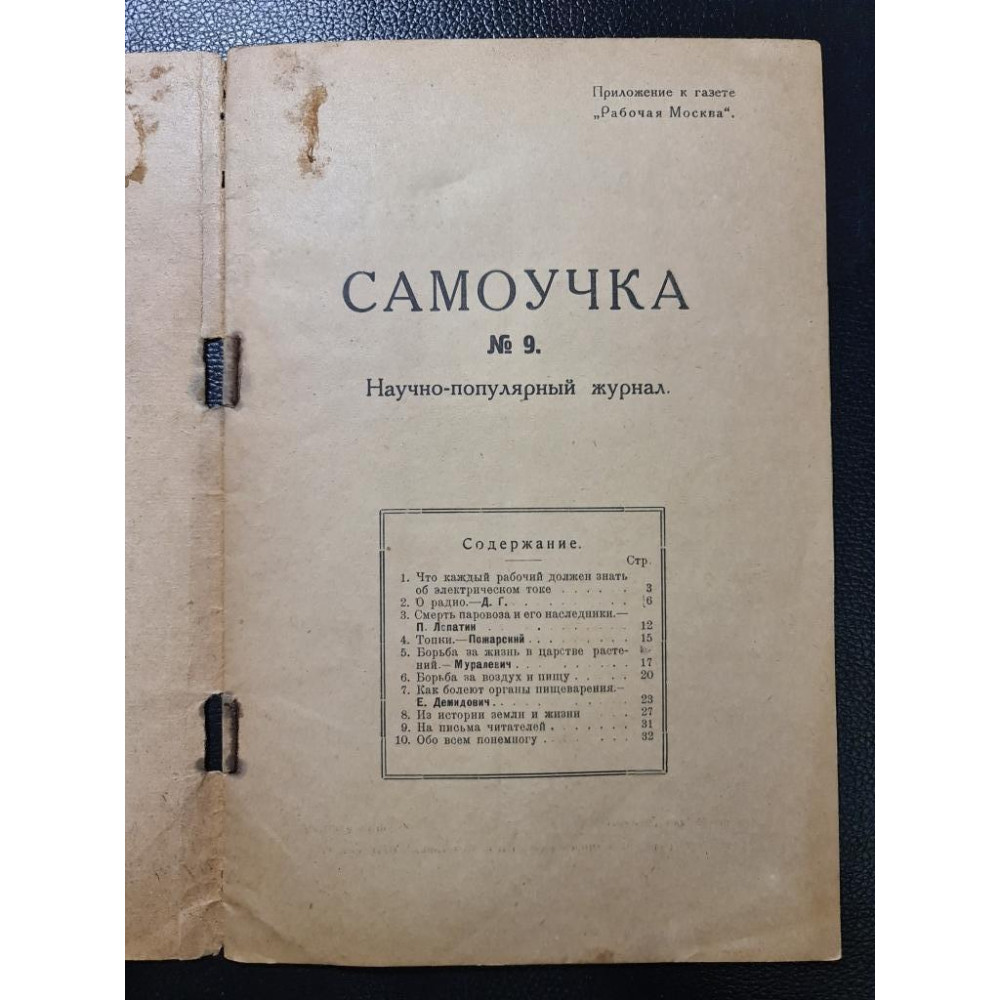 Приложение к газете
„Рабочая Москва“.
САМОУЧКА
№ 9.
Научно-популярный журнал.
Содержание.
Стр.
1. Что каждый рабочий должен знать
об электрическом токе . . . . . 3
2. О радио.—Д. Г. . . . . . . . . 6
3. Смерть паровоза и его наследники.—
П. Лопатин . . . . . . . . . 12
4. Топки.—Пожарский . . . . . . . . 15
5. Борьба за жизнь в царстве расте-
ний.—Муралевич . . . . . . . . 17
6. Борьба за воздух и пищу . . . . 20
7. Как болеют органы пищеварения.—
Е. Демидович . . . . . . . . . 23
8. Из истории земли и жизни . . . . 27
9. На письма читателей . . . . . . . 31
10. Обо всем понемногу . . . . . . . 32